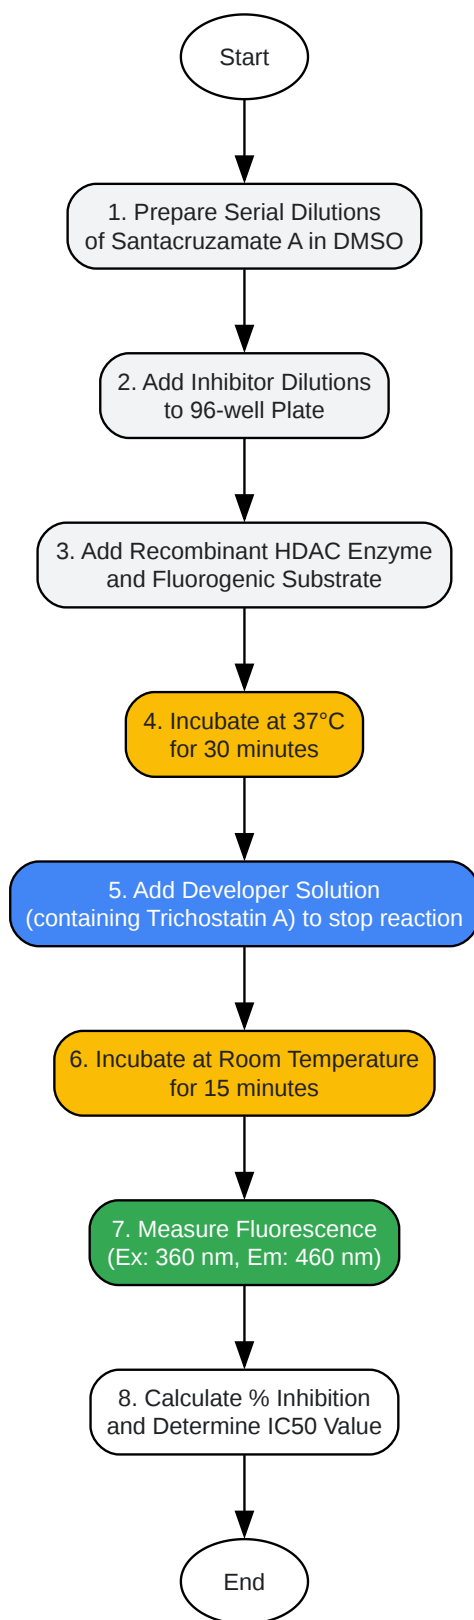 Start
1. Prepare Serial Dilutions
of Santacruzamate A in DMSO
2. Add Inhibitor Dilutions
to 96-well Plate
3. Add Recombinant HDAC Enzyme
and Fluorogenic Substrate
4. Incubate at 37°C
for 30 minutes
5. Add Developer Solution
(containing Trichostatin A) to stop reaction
6. Incubate at Room Temperature
for 15 minutes
7. Measure Fluorescence
(Ex: 360 nm, Em: 460 nm)
8. Calculate % Inhibition
and Determine IC50 Value
End